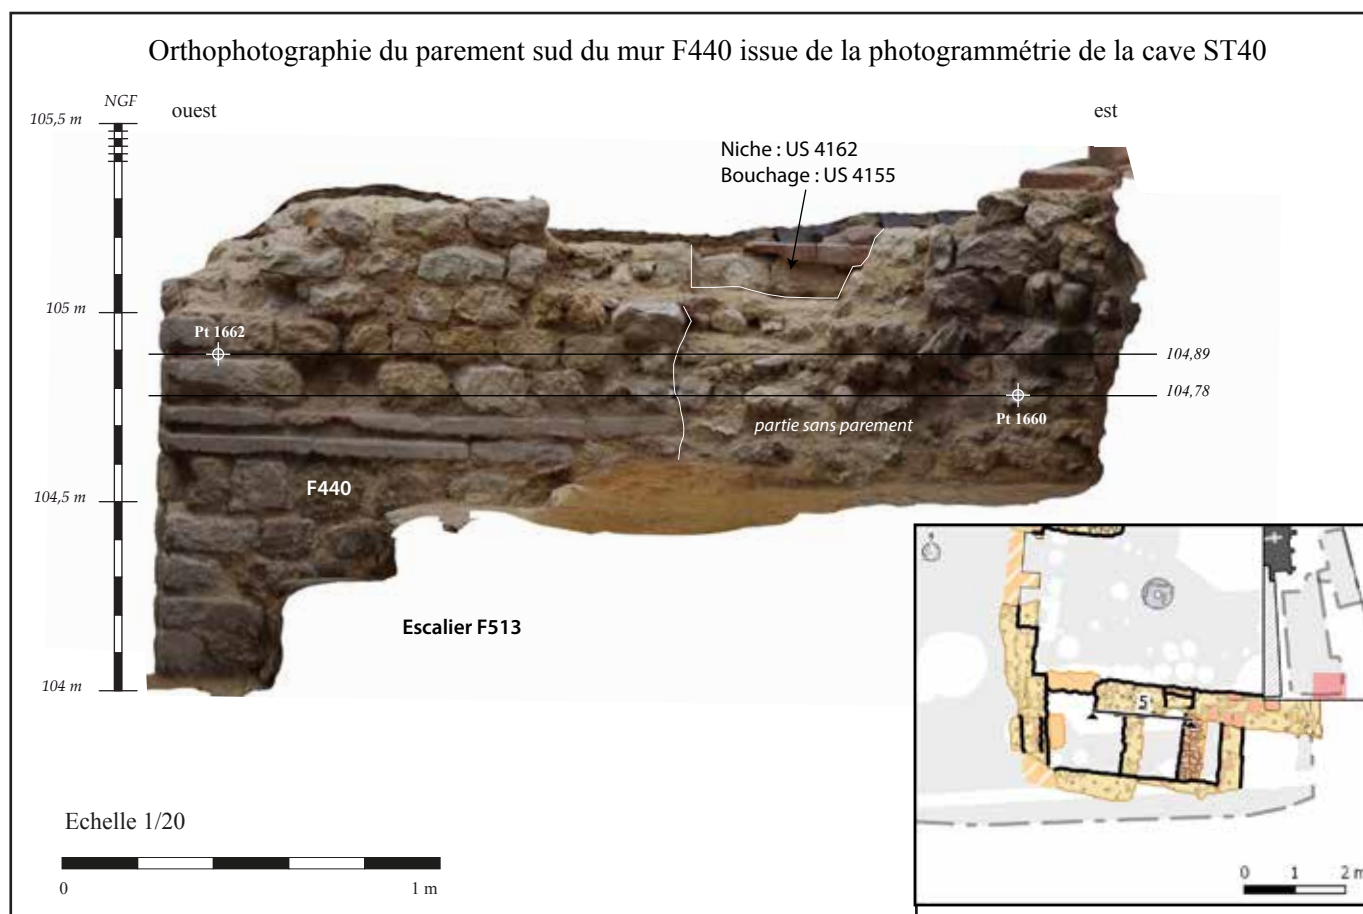 Orthophotographie du parement sud du mur F440 issue de la photogrammétrie de la cave ST40
NGF
ouest
est
105,5 m
Niche : US 4162
Bouchage : US 4155
105 m
Pt 1662
104,89
104,78
partie sans parement
Pt 1660
F440
104,5 m
5
Escalier F513
104 m
Echelle 1/20
0
1 m
0
1
2 m